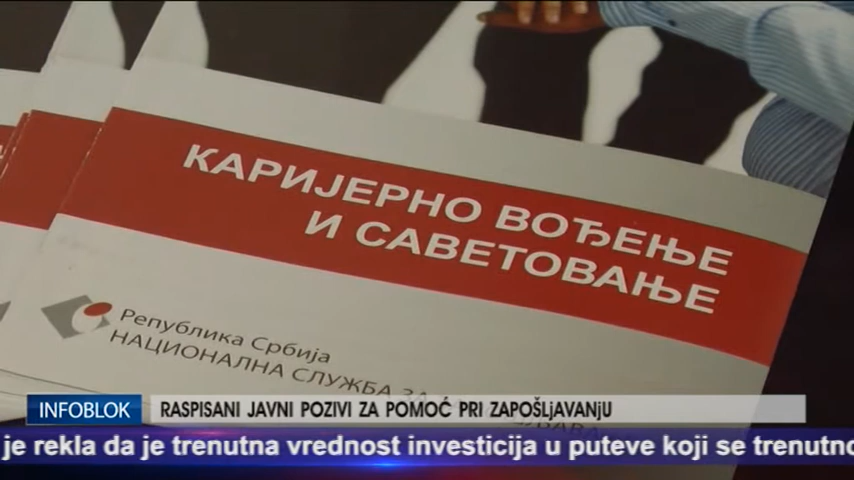 КАРИЈЕРНО ВОЂЕЊЕ
И САВЕТОВАЊЕ
Република Србија
НАЦИОНАЛНА СЛУЖБА ЗА
INFOBLOK RASPISANI JAVNI POZIVI ZA POMOĆ PRI ZAPOŠLjAVANjU
je rekla da je trenutna vrednost investicija u puteve koji se trenutno